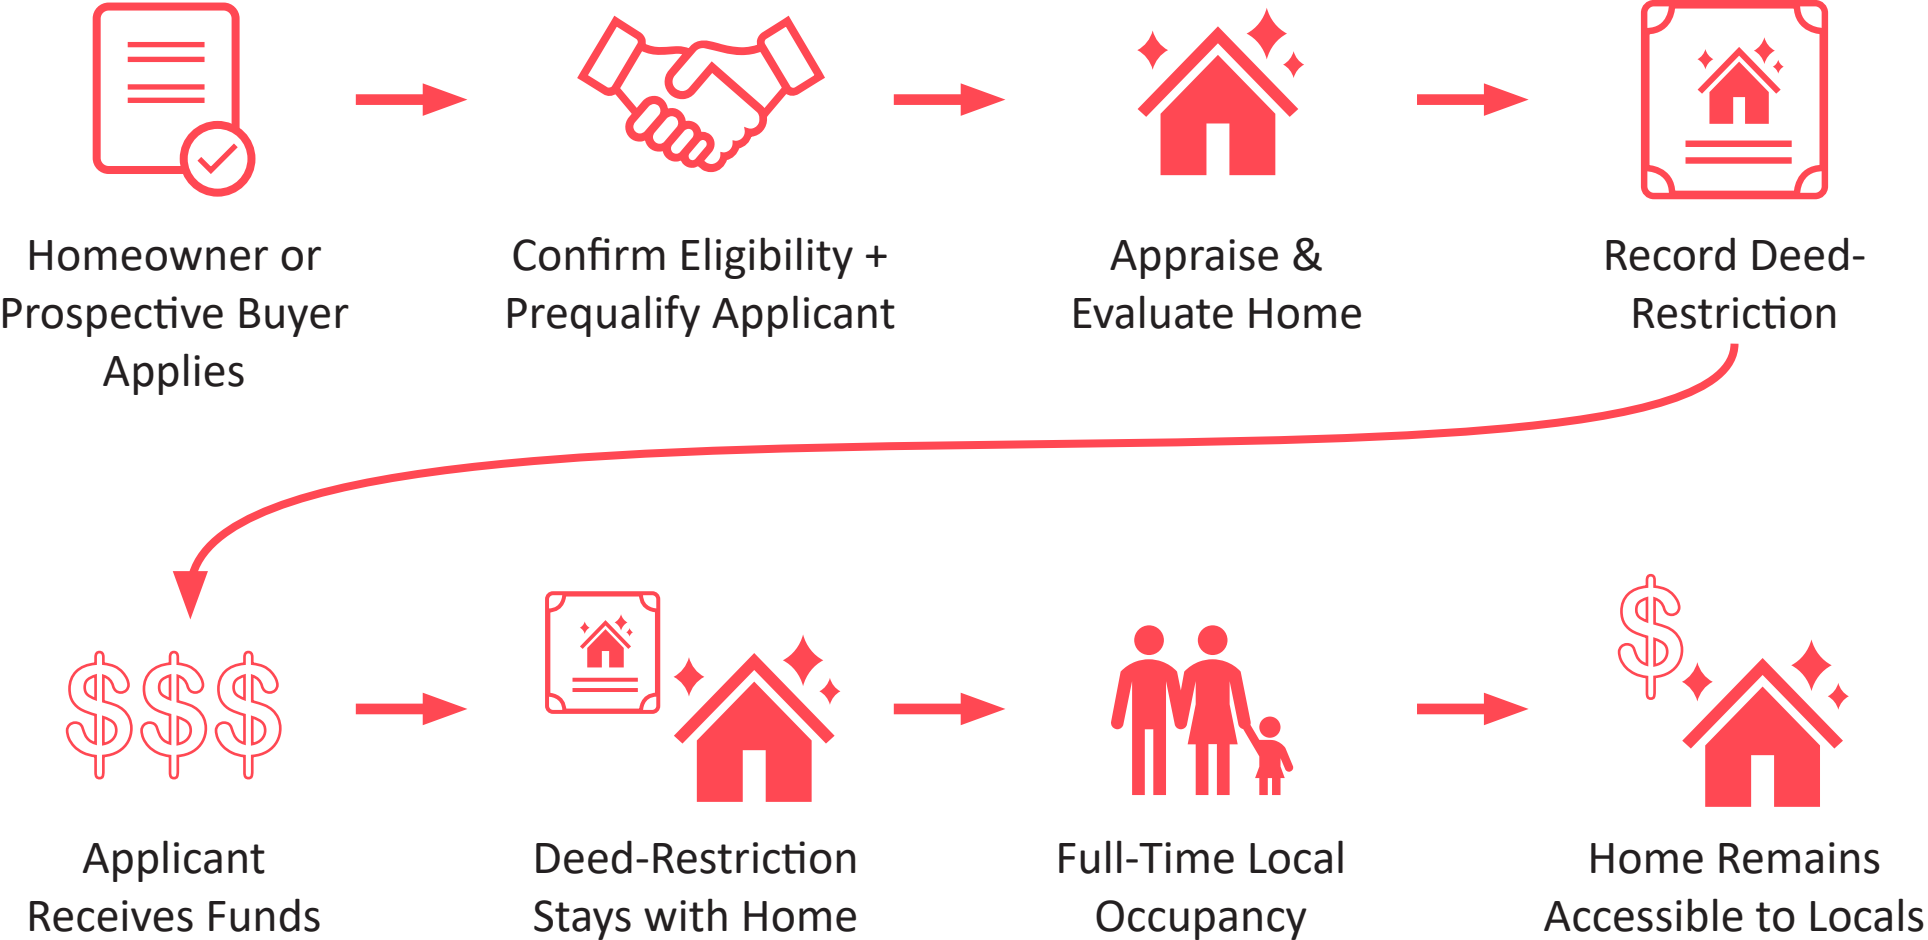 Homeowner or
Prospective Buyer
Applies
Confirm Eligibility +
Prequalify Applicant
Appraise &
Evaluate Home
Record Deed-
Restriction
$$$
Applicant
Receives Funds
Deed-Restriction
Stays with Home
Full-Time Local
Occupancy
$
Home Remains
Accessible to Locals